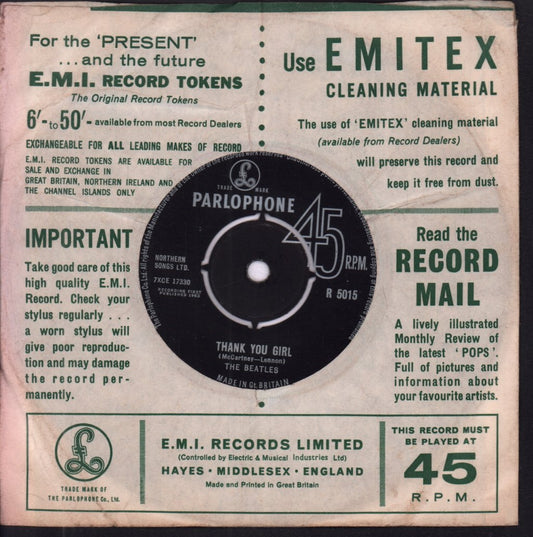 For the 'PRESENT'
...and the future
E.M.I. RECORD TOKENS
The Original Record Tokens
6'- to 50'- available from most Record Dealers
EXCHANGEABLE FOR ALL LEADING MAKES OF RECORD
E.M.I. RECORD TOKENS ARE AVAILABLE FOR
SALE AND EXCHANGE IN
GREAT BRITAIN, NORTHERN IRELAND AND
THE CHANNEL ISLANDS ONLY
Use EMITEX
CLEANING MATERIAL
The use of 'EMITEX' cleaning material
(available from Record Dealers)
will preserve this record and
keep it free from dust.
IMPORTANT
Take good care of this
high quality E.M.I.
Record. Check your
stylus regularly ...
a worn stylus will
give poor reproduc-
tion and may damage
the record per-
manently.
TRADE MARK
PARLOPHONE
45
R.P.M.
NORTHERN
SONGS LTD.
7XCE 17330
RECORDING FIRST
PUBLISHED 1963
R 5015
THANK YOU GIRL
(McCartney—Lennon)
THE BEATLES
MADE IN GT. BRITAIN
Read the
RECORD
MAIL
A lively illustrated
Monthly Review of
the latest 'POPS'.
Full of pictures and
information about
your favourite artists.
TRADE MARK OF
THE PARLOPHONE Co., Ltd.
E.M.I. RECORDS LIMITED
(Controlled by Electric & Musical Industries Ltd)
HAYES • MIDDLESEX • ENGLAND
Made and Printed in Great Britain
THIS RECORD MUST
BE PLAYED AT
45
R.P.M.